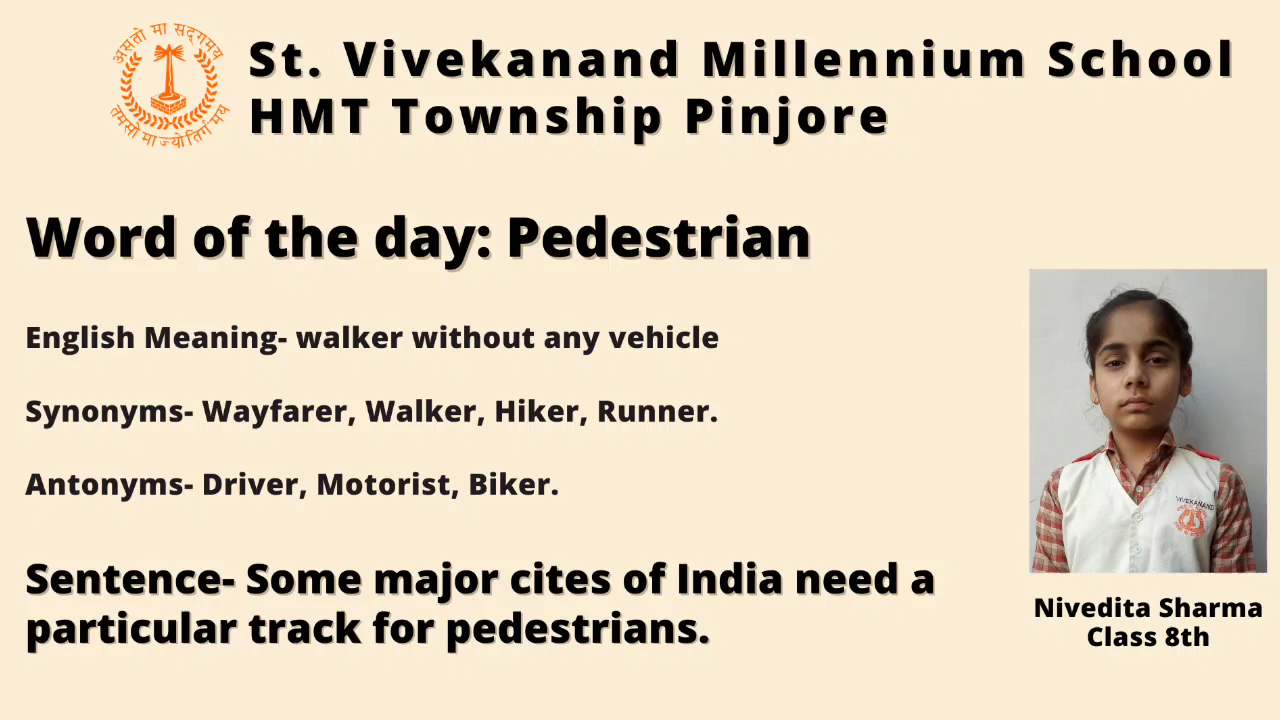 असतो मा सद्गमय
तमसो मा ज्योतिर्गमय
St. Vivekanand Millennium School
HMT Township Pinjore
Word of the day: Pedestrian
English Meaning- walker without any vehicle
Synonyms- Wayfarer, Walker, Hiker, Runner.
Antonyms- Driver, Motorist, Biker.
Sentence- Some major cites of India need a
particular track for pedestrians.
VIVEKANAND
Nivedita Sharma
Class 8th